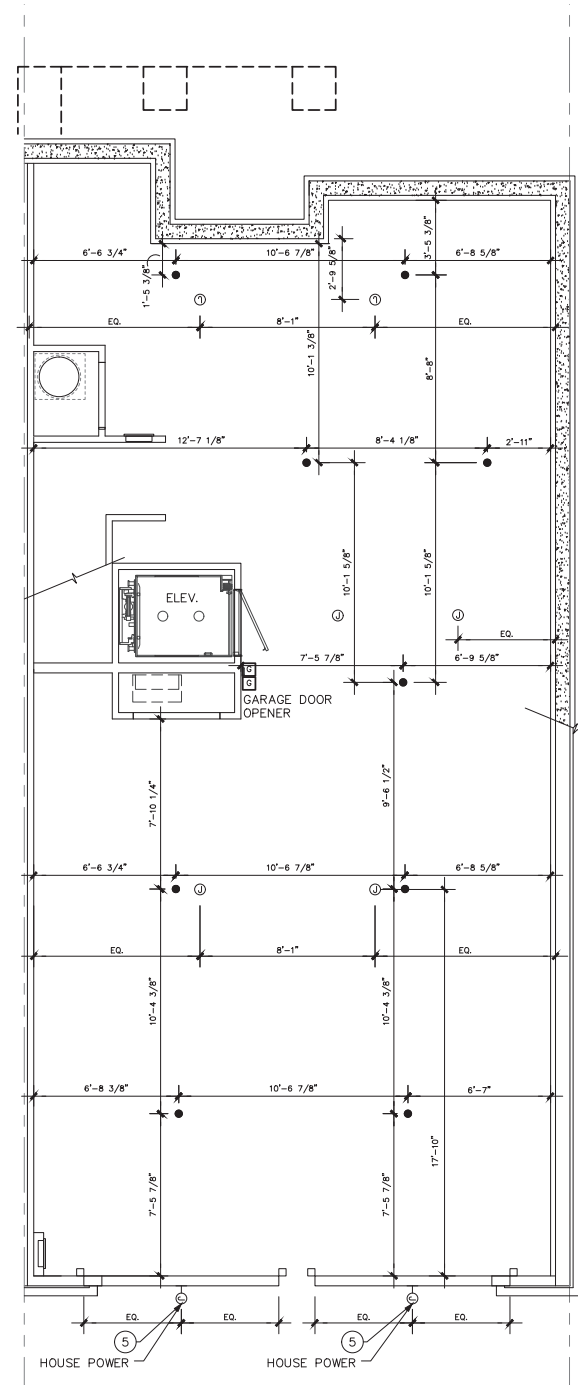 3'-5 3/8"
6'-6 3/4"
10'-6 7/8"
6'-8 5/8"
1'-5 3/8"
2'-9 5/8"
J
J
EQ.
8'-1"
EQ.
10'-1 3/8"
8'-8"
12'-7 1/8"
8'-4 1/8"
2'-11"
10'-1 5/8"
10'-1 5/8"
ELEV.
J
J
EQ.
7'-5 7/8"
6'-9 5/8"
G
G
GARAGE DOOR
OPENER
7'-10 1/4"
9'-6 1/2"
6'-6 3/4"
10'-6 7/8"
6'-8 5/8"
J
J
EQ.
8'-1"
EQ.
10'-4 3/8"
10'-4 3/8"
6'-8 3/8"
10'-6 7/8"
6'-7"
17'-10"
7'-5 7/8"
7'-5 7/8"
J
J
EQ.
EQ.
EQ.
EQ.
5
5
HOUSE POWER
HOUSE POWER